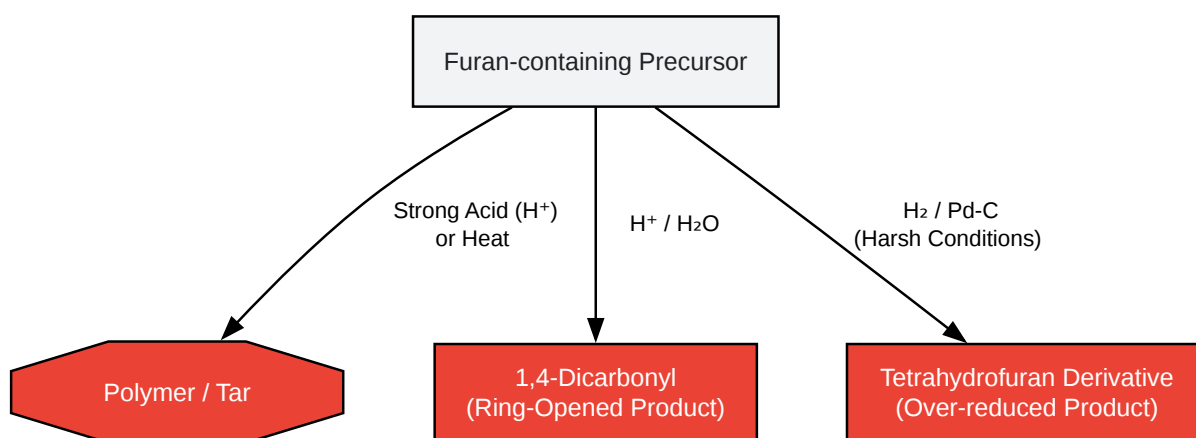 Furan-containing Precursor
Strong Acid (H⁺)
or Heat
H⁺ / H₂O
H₂ / Pd-C
(Harsh Conditions)
Polymer / Tar
1,4-Dicarbonyl
(Ring-Opened Product)
Tetrahydrofuran Derivative
(Over-reduced Product)